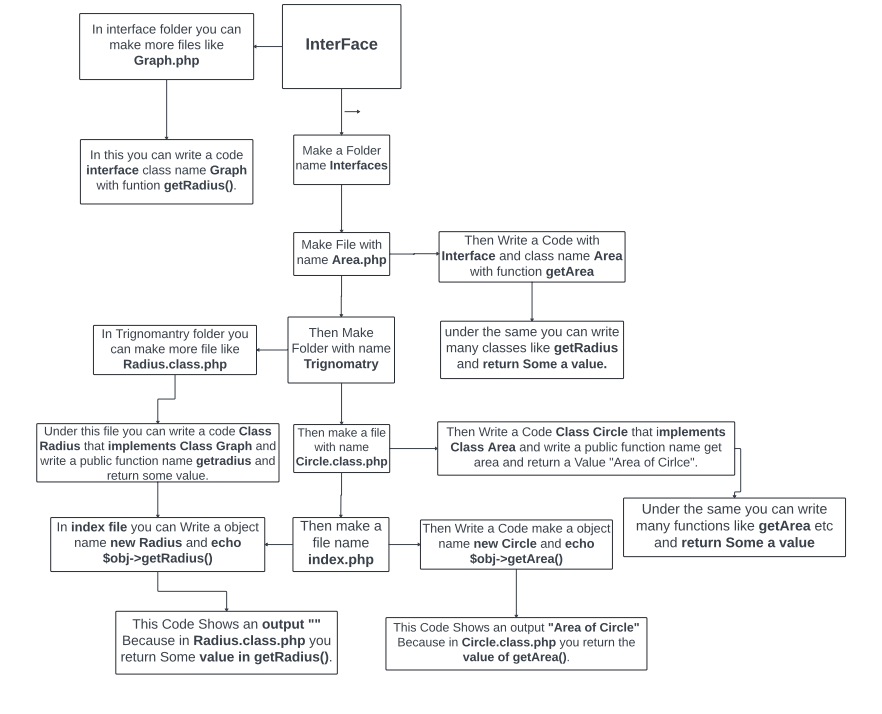 In interface folder you can
make more files like
Graph.php
InterFace
In this you can write a code
interface class name Graph
with funtion getRadius().
Make a Folder
name Interfaces
Make File with
name Area.php
Then Write a Code with
Interface and class name Area
with function getArea
under the same you can write
many classes like getRadius
and return Some a value.
In Trignomantry folder you
can make more file like
Radius.class.php
Then Make
Folder with name
Trignomatry
Under this file you can write a code Class
Radius that implements Class Graph and
write a public function name getradius and
return some value.
Then make a file
with name
Circle.class.php
Then Write a Code Class Circle that implements
Class Area and write a public function name get
area and return a Value "Area of Cirlce".
Under the same you can write
many functions like getArea etc
and return Some a value
In index file you can Write a object
name new Radius and echo
$obj->getRadius()
Then make a
file name
index.php
Then Write a Code make a object
name new Circle and echo
$obj->getArea()
This Code Shows an output ""
Because in Radius.class.php you
return Some value in getRadius().
This Code Shows an output "Area of Circle"
Because in Circle.class.php you return the
value of getArea().